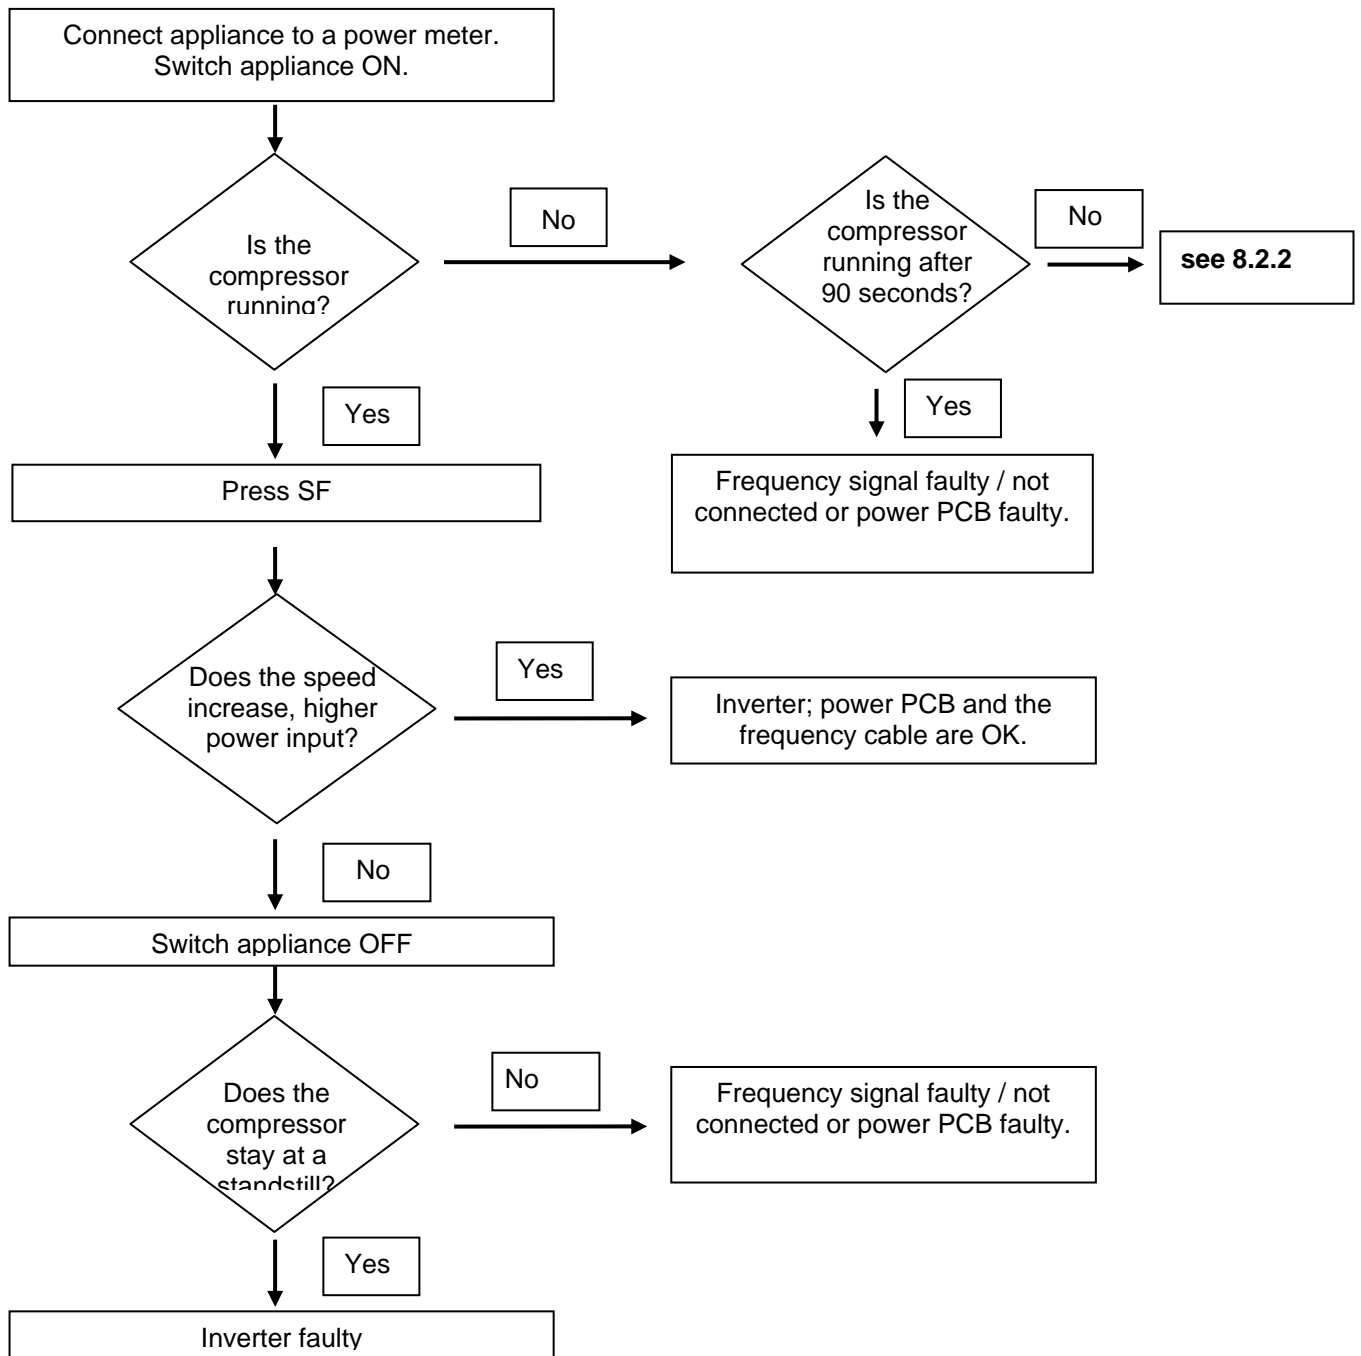 Connect appliance to a power meter.
Switch appliance ON.
Is the
compressor
running?
No
Is the
compressor
running after
90 seconds?
No
see 8.2.2
Yes
Yes
Press SF
Frequency signal faulty / not
connected or power PCB faulty.
Does the speed
increase, higher
power input?
Yes
Inverter; power PCB and the
frequency cable are OK.
No
Switch appliance OFF
Does the
compressor
stay at a
standstill?
No
Frequency signal faulty / not
connected or power PCB faulty.
Yes
Inverter faulty